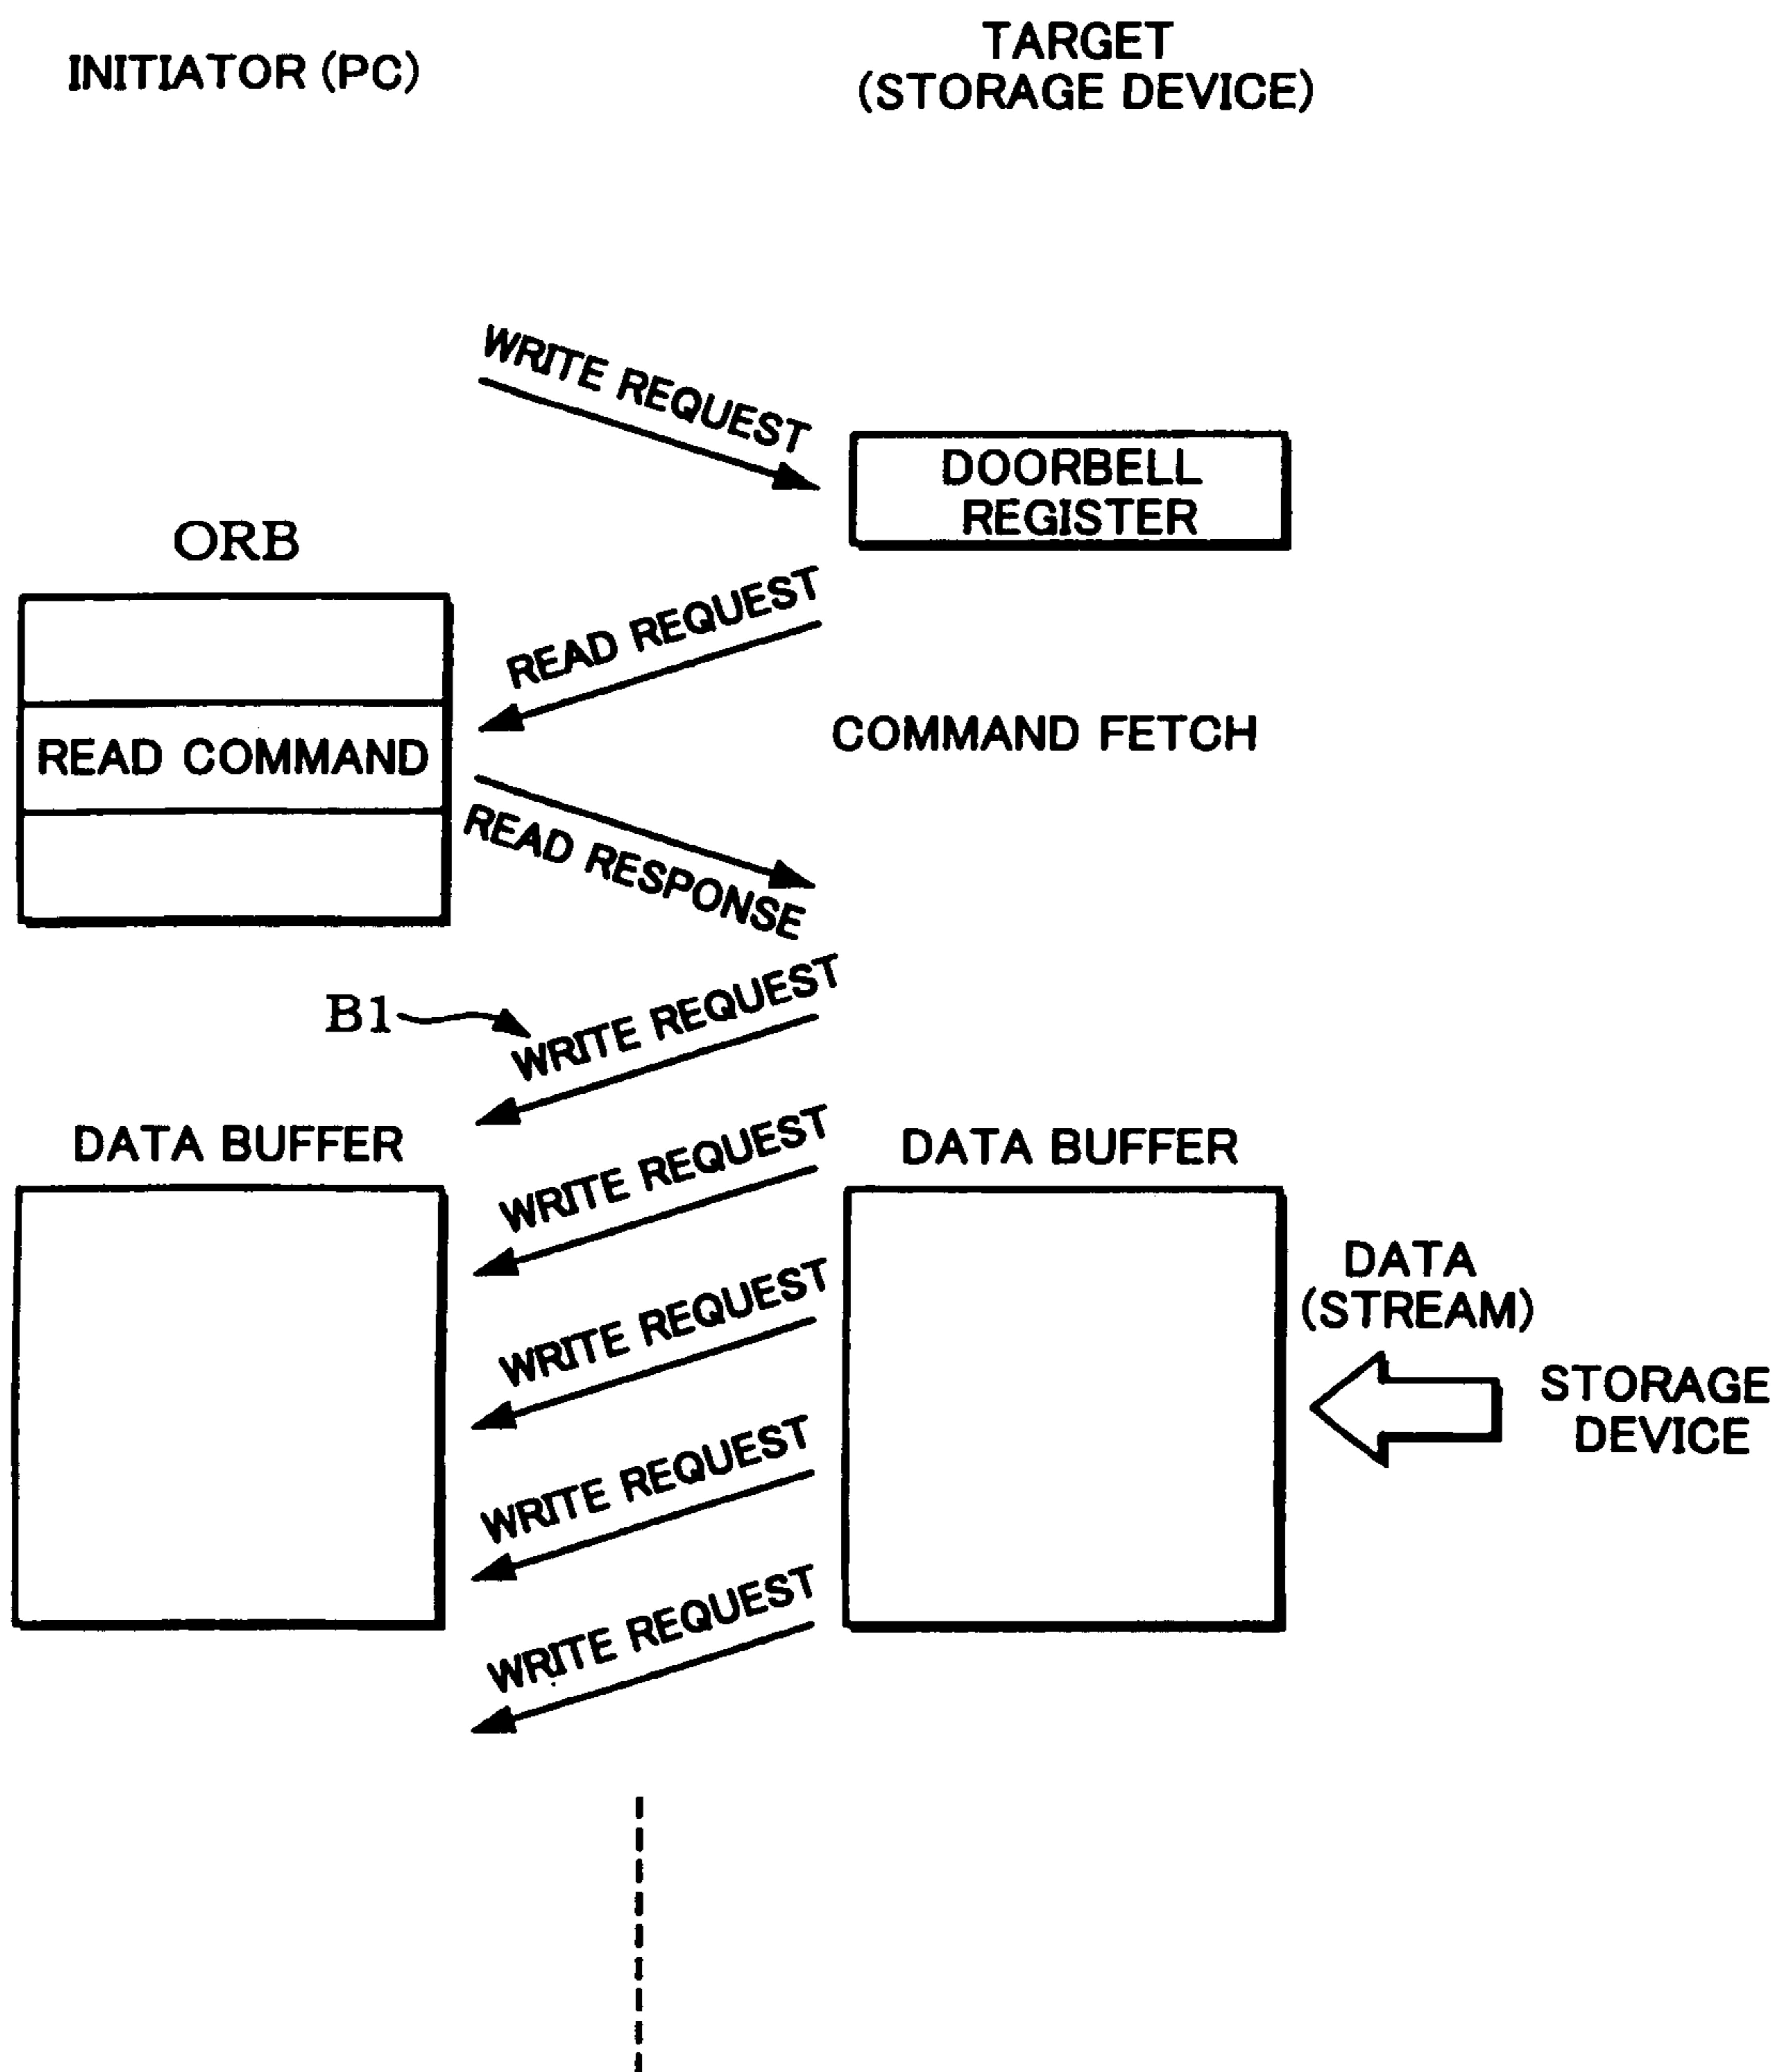 INITIATOR (PC)
TARGET
(STORAGE DEVICE)
WRITE REQUEST
DOORBELL
REGISTER
ORB
READ REQUEST
COMMAND FETCH
READ COMMAND
READ RESPONSE
B1
WRITE REQUEST
DATA BUFFER
WRITE REQUEST
DATA BUFFER
WRITE REQUEST
DATA
(STREAM)
STORAGE
DEVICE
WRITE REQUEST
WRITE REQUEST